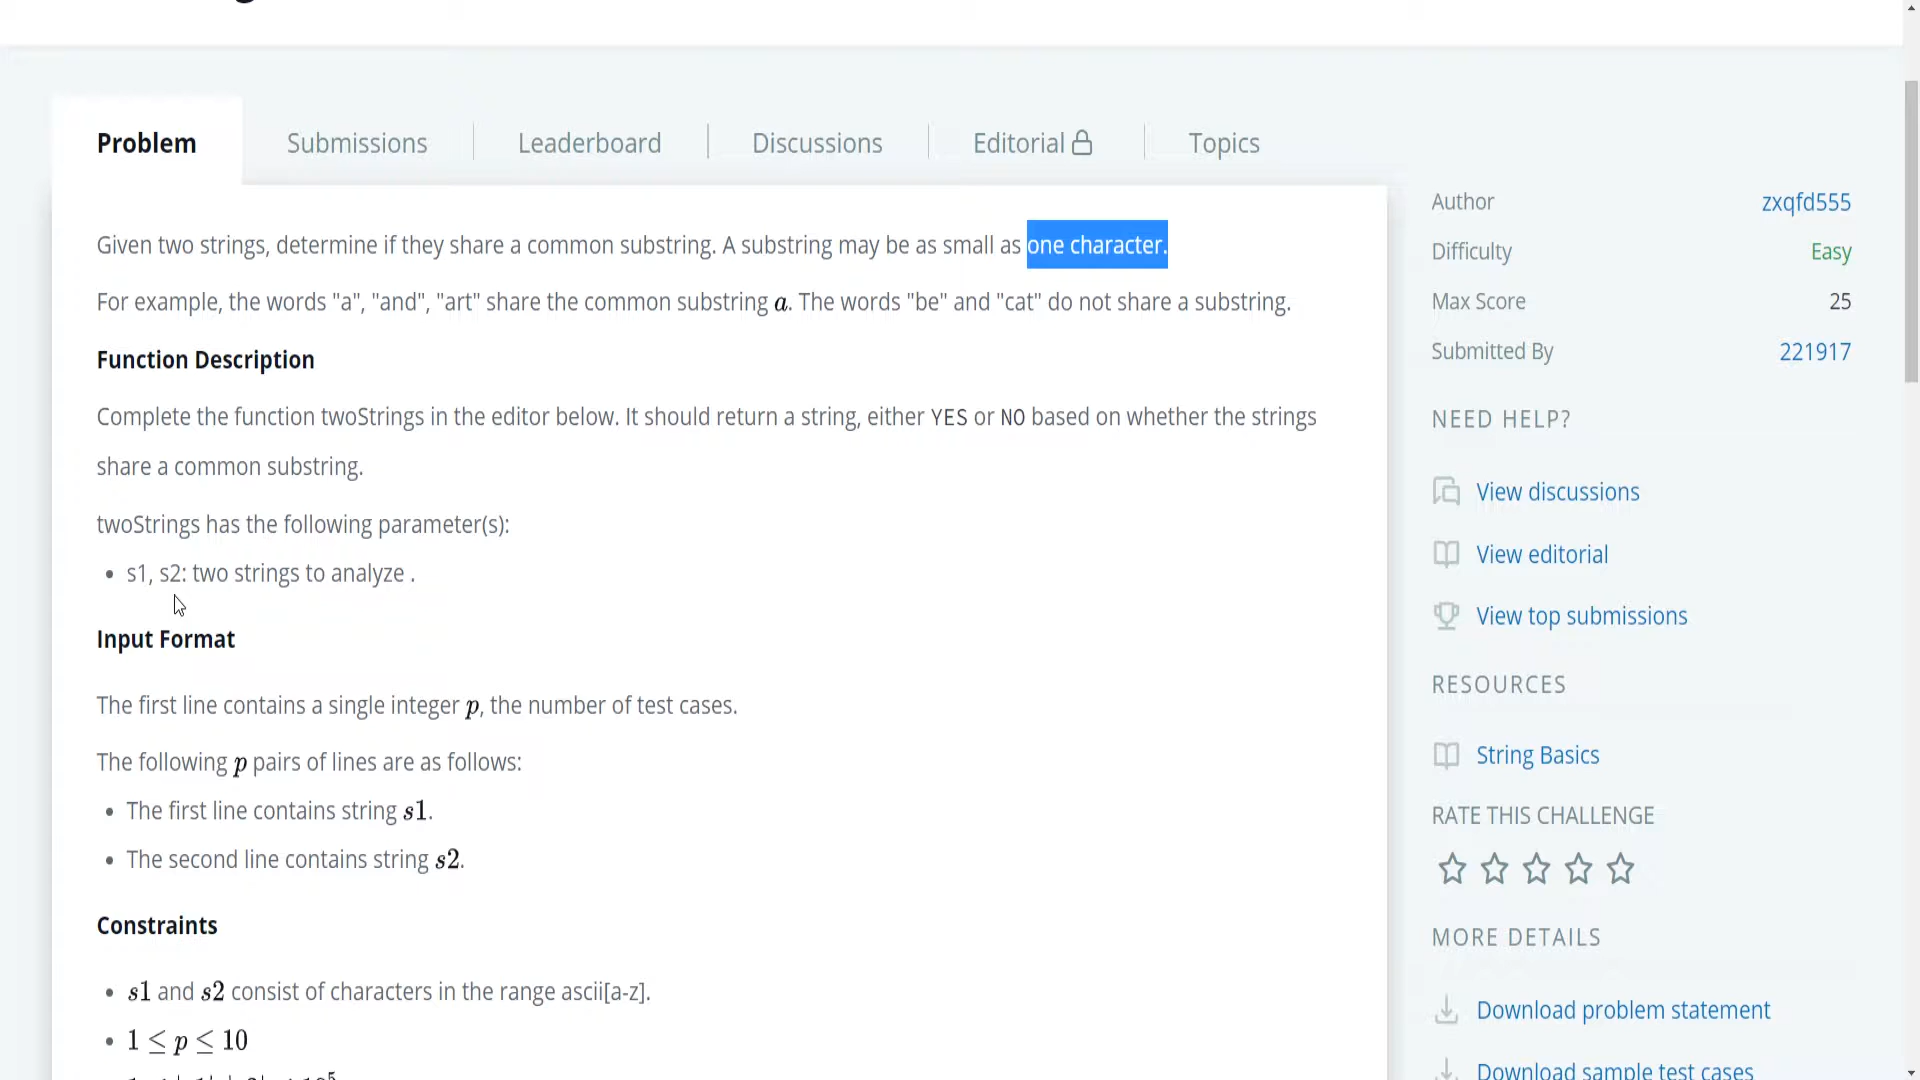 Problem
Submissions
Leaderboard
Discussions
Editorial
Topics
Given two strings, determine if they share a common substring. A substring may be as small as one character.
For example, the words "a", "and", "art" share the common substring a. The words "be" and "cat" do not share a substring.
Function Description
Complete the function twoStrings in the editor below. It should return a string, either YES or NO based on whether the strings
share a common substring.
twoStrings has the following parameter(s):
• s1, s2: two strings to analyze .
Input Format
The first line contains a single integer p, the number of test cases.
The following p pairs of lines are as follows:
• The first line contains string s1.
• The second line contains string s2.
Constraints
• s1 and s2 consist of characters in the range ascii[a-z].
• 1 ≤ p ≤ 10
Author zxqfd555
Difficulty Easy
Max Score 25
Submitted By 221917
NEED HELP?
View discussions
View editorial
View top submissions
RESOURCES
String Basics
RATE THIS CHALLENGE
MORE DETAILS
Download problem statement
Download sample test cases